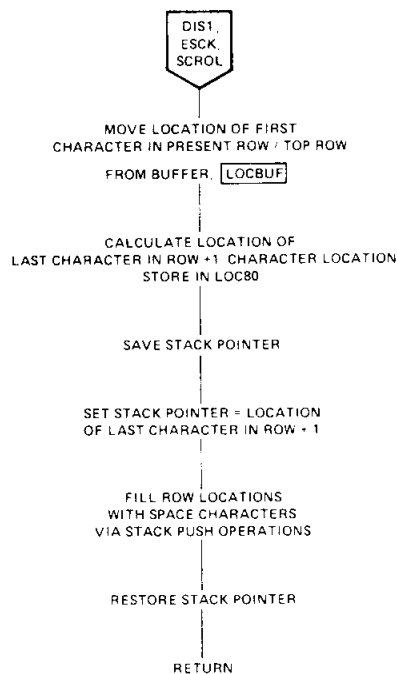 DIS1,
ESCK,
SCROL
MOVE LOCATION OF FIRST
CHARACTER IN PRESENT ROW / TOP ROW
FROM BUFFER, LOCBUF
CALCULATE LOCATION OF
LAST CHARACTER IN ROW +1 CHARACTER LOCATION
STORE IN LOC80
SAVE STACK POINTER
SET STACK POINTER = LOCATION
OF LAST CHARACTER IN ROW + 1
FILL ROW LOCATIONS
WITH SPACE CHARACTERS
VIA STACK PUSH OPERATIONS
RESTORE STACK POINTER
RETURN